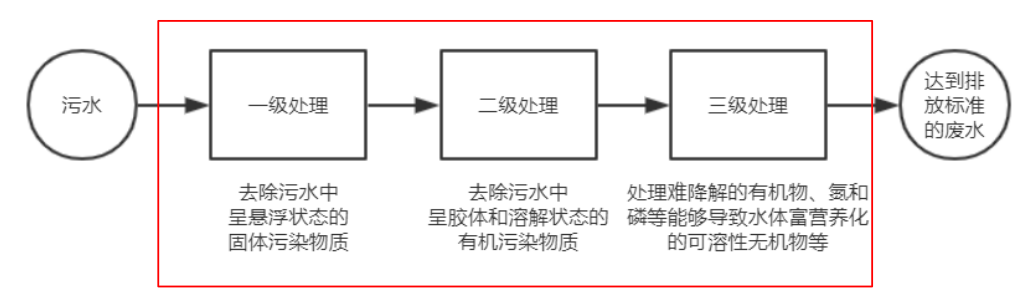 污水
一级处理
二级处理
三级处理
达到排
放标准
的废水
去除污水中
呈悬浮状态的
固体污染物质
去除污水中
呈胶体和溶解状态的
有机污染物质
处理难降解的有机物、氮和
磷等能够导致水体富营养化
的可溶性无机物等